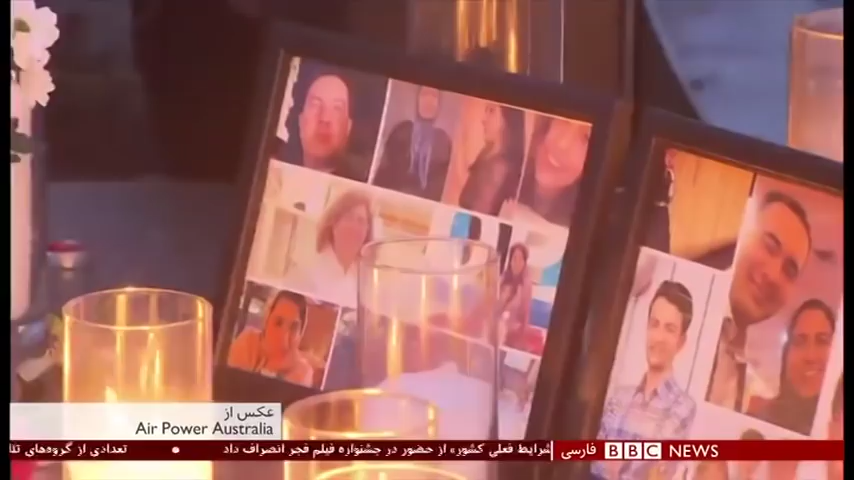 عکس از
Air Power Australia
شرایط فعلی کشور» از حضور در جشنواره فیلم فجر انصراف داد • تعدادی از گروه‌های
BBC NEWS فارسی